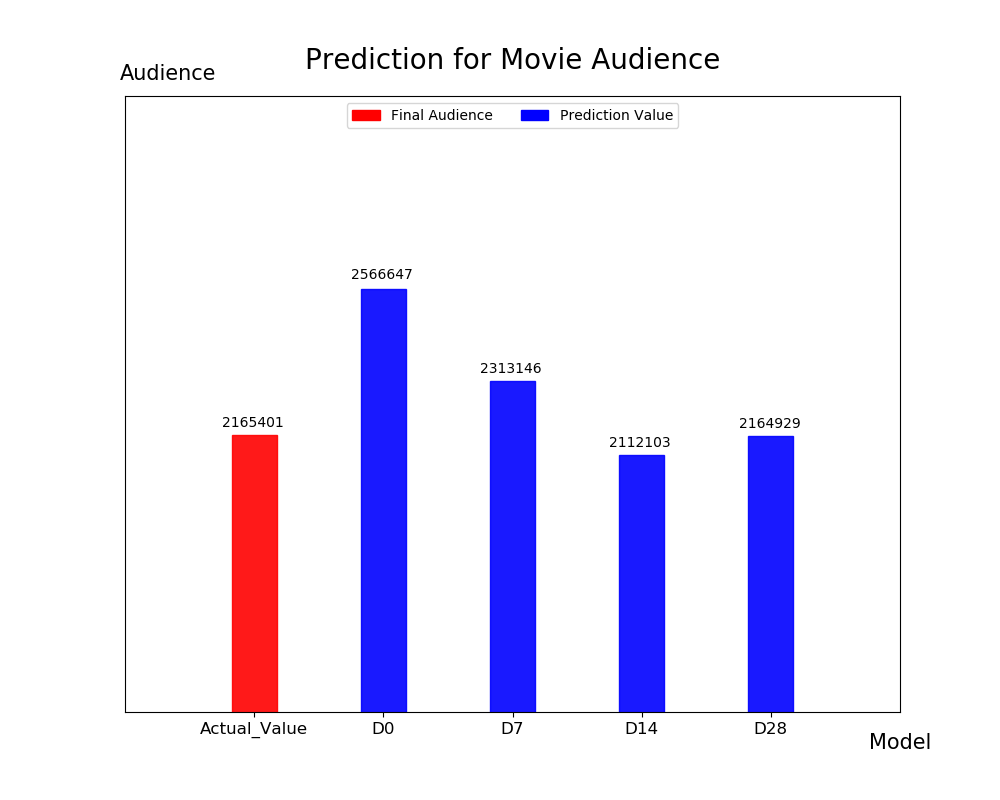 Prediction for Movie Audience
Audience
Final Audience Prediction Value
2566647
2313146
2165401
2164929
2112103
Actual_Value D0 D7 D14 D28
Model